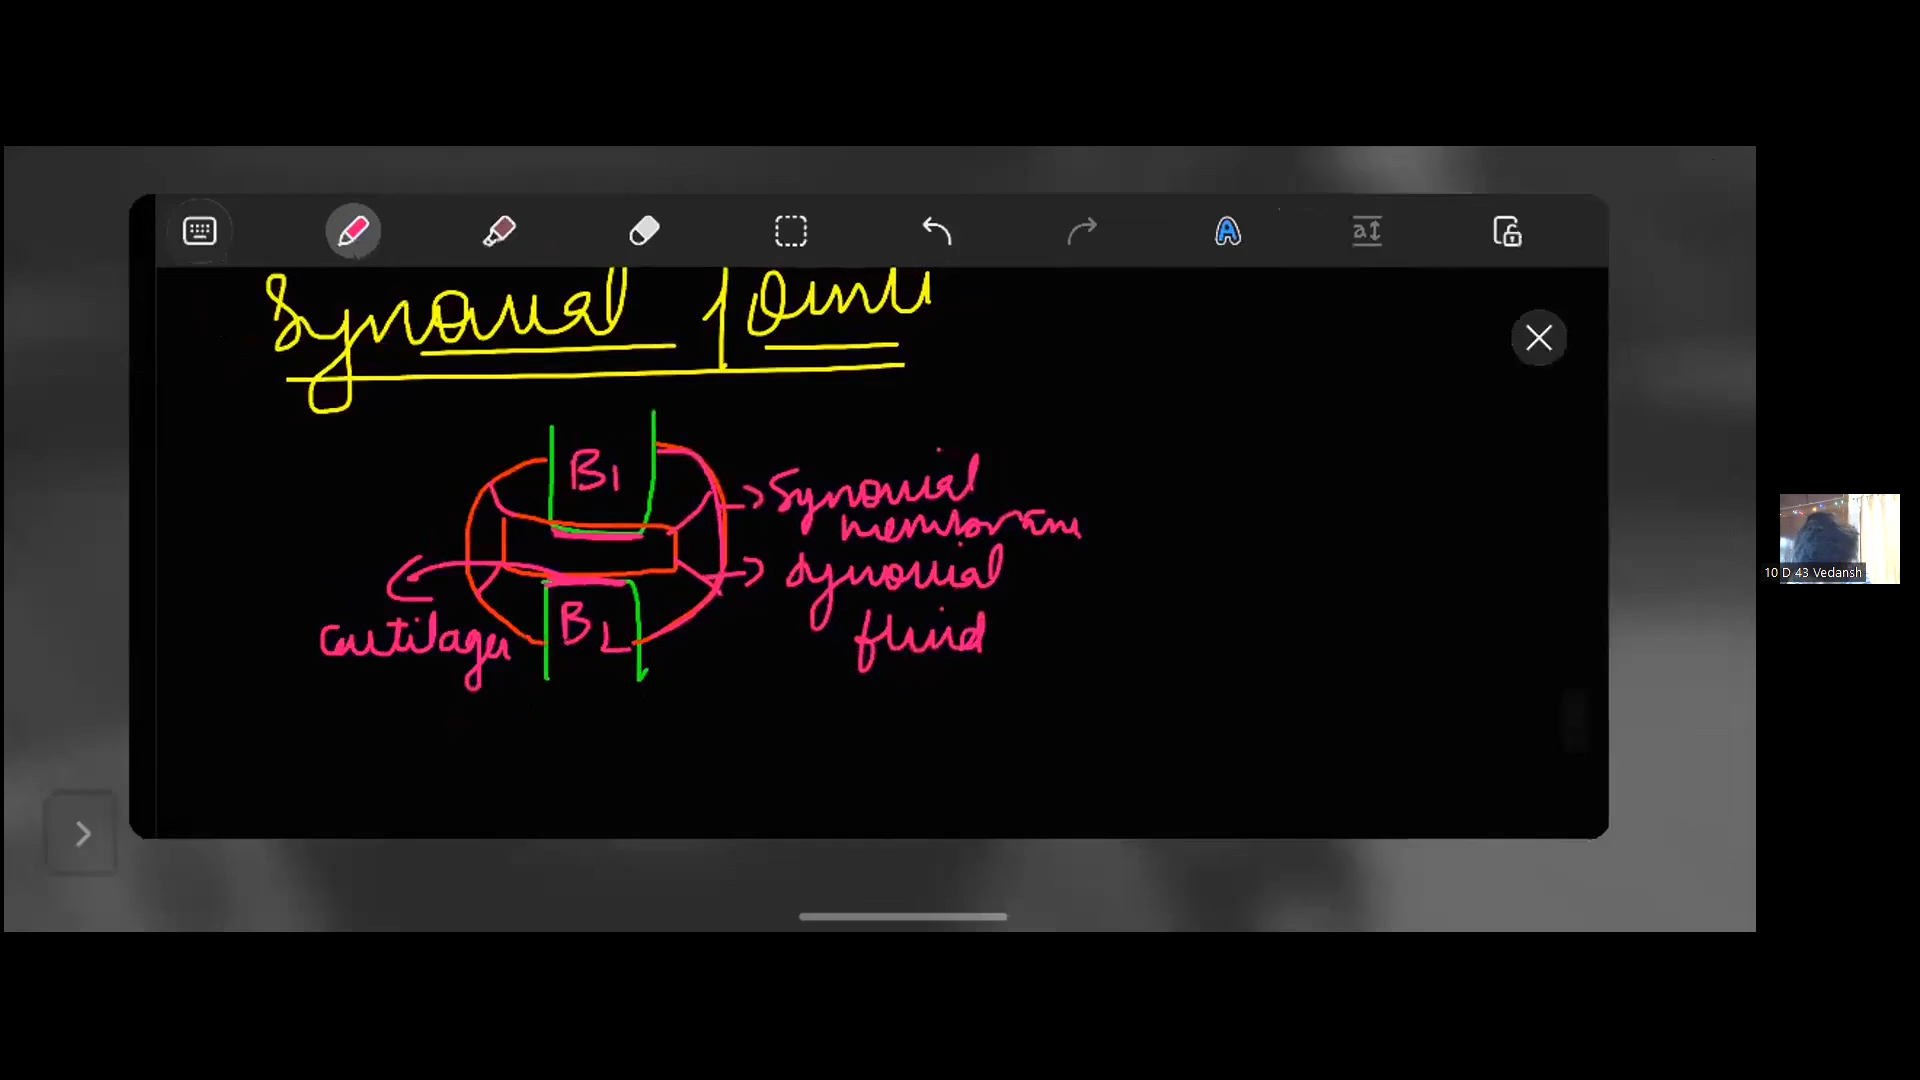 Synovial Joint
B1
Synovial
membrane
synovial
fluid
B2
cartilage
10 D 43 Vedansh